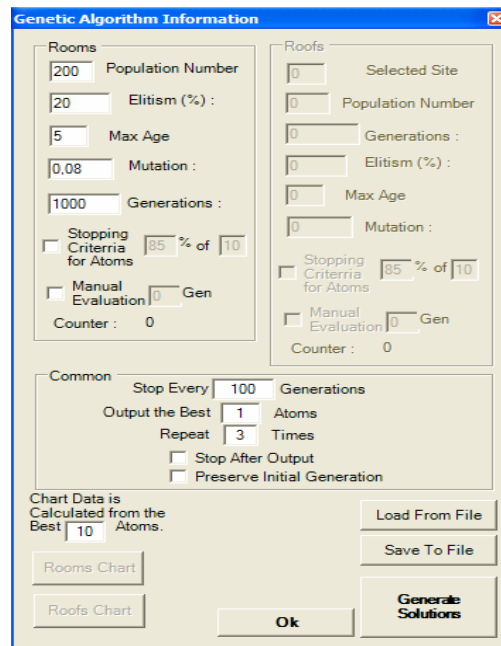 Genetic Algorithm Information
Rooms
200 Population Number
20 Elitism (%) :
5 Max Age
0,08 Mutation :
1000 Generations :
Stopping
Criterria 85 % of 10
for Atoms
Manual
Evaluation 0 Gen
Counter : 0
Roofs
0 Selected Site
0 Population Number
0 Generations :
0 Elitism (%) :
0 Max Age
0 Mutation :
Stopping
Criterria 85 % of 10
for Atoms
Manual
Evaluation 0 Gen
Counter : 0
Common
Stop Every 100 Generations
Output the Best 1 Atoms
Repeat 3 Times
Stop After Output
Preserve Initial Generation
Chart Data is
Calculated from the
Best 10 Atoms.
Rooms Chart
Roofs Chart
Load From File
Save To File
Generate
Solutions
Ok